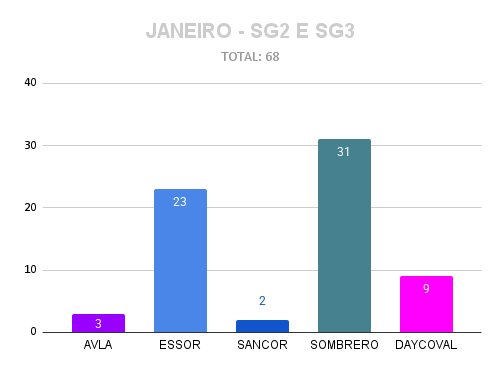 JANEIRO - SG2 E SG3
TOTAL: 68
40
30
20
10
0
3
23
2
31
9
AVLA
ESSOR
SANCOR
SOMBRERO
DAYCOVAL